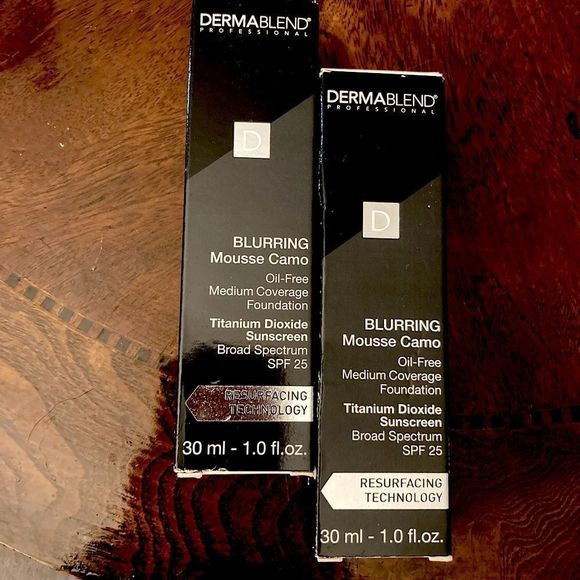 DERMABLEND®
PROFESSIONAL
D
BLURRING
Mousse Camo
Oil-Free
Medium Coverage
Foundation
Titanium Dioxide
Sunscreen
Broad Spectrum
SPF 25
RESURFACING
TECHNOLOGY
30 ml - 1.0 fl.oz.
DERMABLEND®
PROFESSIONAL
D
BLURRING
Mousse Camo
Oil-Free
Medium Coverage
Foundation
Titanium Dioxide
Sunscreen
Broad Spectrum
SPF 25
RESURFACING
TECHNOLOGY
30 ml - 1.0 fl.oz.